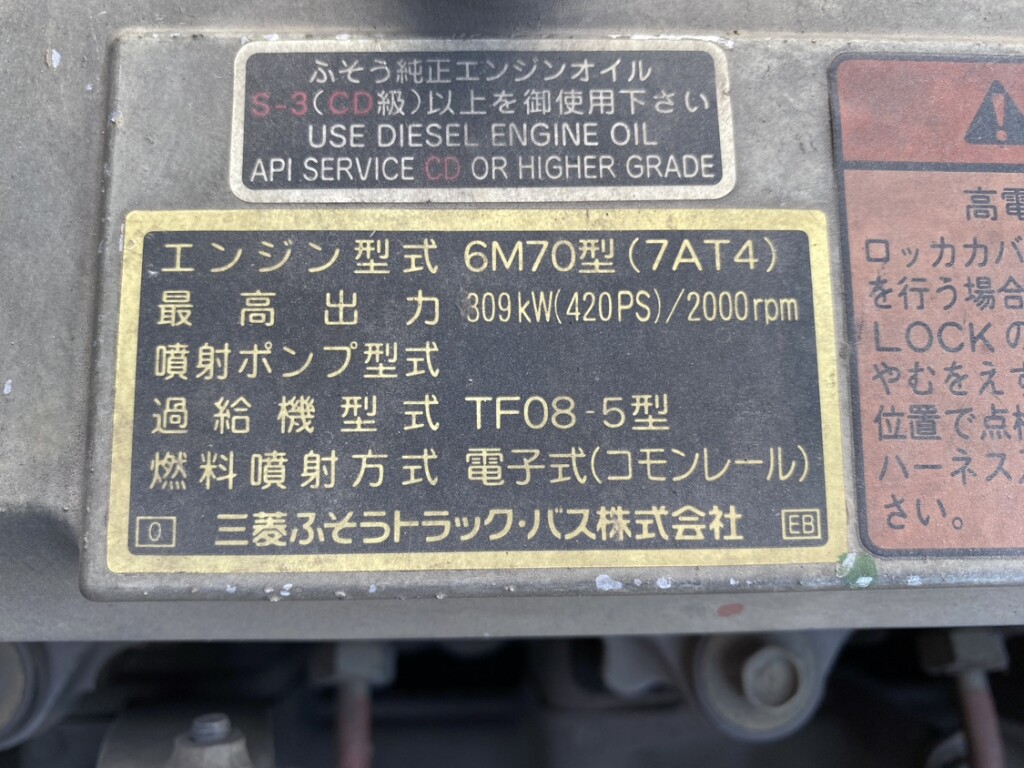 ふそう純正エンジンオイル
S-3(CD級)以上を御使用下さい
USE DIESEL ENGINE OIL
API SERVICE CD OR HIGHER GRADE
エンジン型式 6M70型(7AT4)
最高出力 309kW(420PS)/2000rpm
噴射ポンプ型式
過給機型式 TF08-5型
燃料噴射方式 電子式(コモンレール)
0 三菱ふそうトラック・バス株式会社 EB
高電
ロッカカバ
を行う場合
LOCKの
やむをえず
位置で点検
ハーネス
さい。